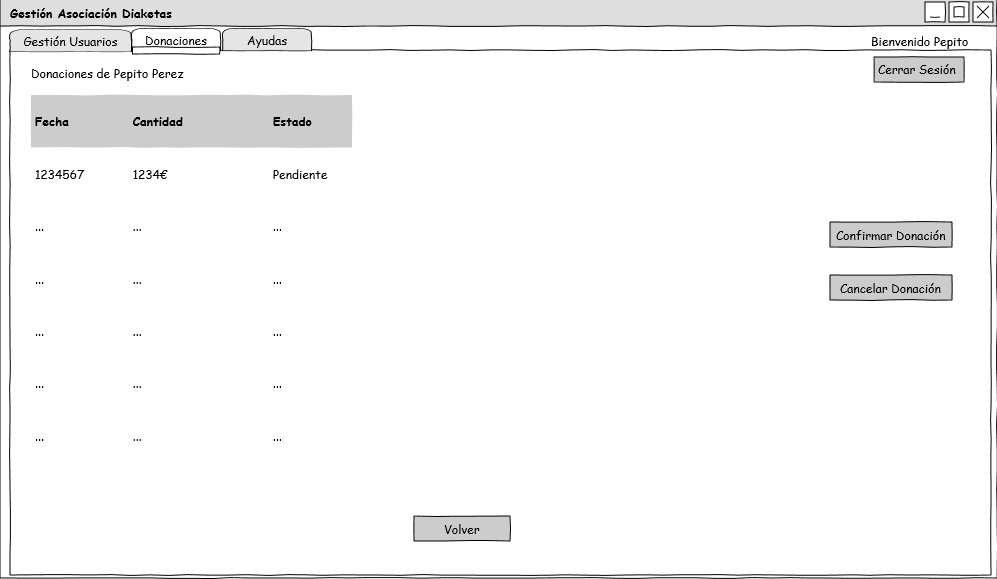 Gestión Asociación Diaketas
Gestión Usuarios Donaciones Ayudas
Bienvenido Pepito
Cerrar Sesión
Donaciones de Pepito Perez
Fecha Cantidad Estado
1234567 1234€ Pendiente
... ... ...
... ... ...
... ... ...
... ... ...
... ... ...
Confirmar Donación
Cancelar Donación
Volver